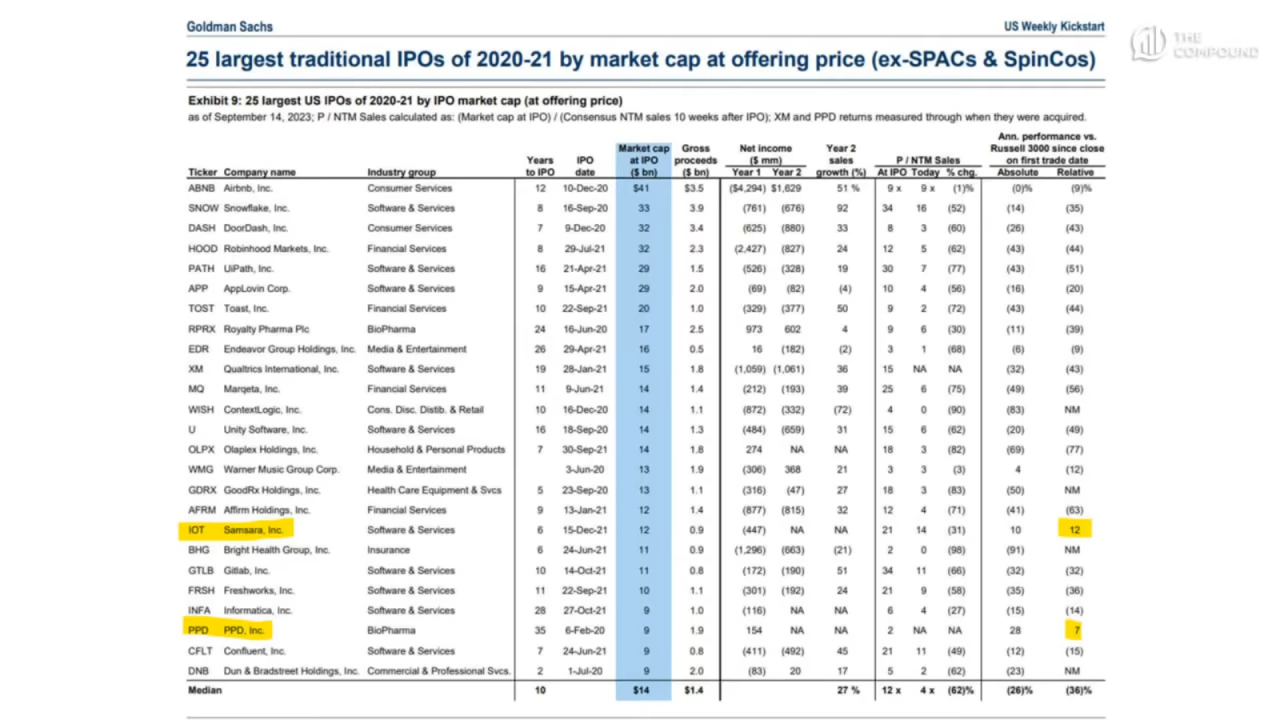 Goldman Sachs
US Weekly Kickstart
THE COMPOUND
25 largest traditional IPOs of 2020-21 by market cap at offering price (ex-SPACs & SpinCos)
Exhibit 9: 25 largest US IPOs of 2020-21 by IPO market cap (at offering price)
as of September 14, 2023; P / NTM Sales calculated as: (Market cap at IPO) / (Consensus NTM sales 10 weeks after IPO); XM and PPD returns measured through when they were acquired.
Ann. performance vs.
Market cap Gross Net income Year 2 Russell 3000 since close
Years IPO at IPO proceeds ($ mm) sales P / NTM Sales on first trade date
Ticker Company name Industry group to IPO date ($ bn) ($ bn) Year 1 Year 2 growth (%) At IPO Today % chg. Absolute Relative
ABNB Airbnb, Inc. Consumer Services 12 10-Dec-20 $41 $3.5 ($4,294) $1,629 51 % 9 x 9 x (1)% (0)% (9)%
SNOW Snowflake, Inc. Software & Services 8 16-Sep-20 33 3.9 (761) (676) 92 34 16 (52) (14) (35)
DASH DoorDash, Inc. Consumer Services 7 9-Dec-20 32 3.4 (625) (880) 33 8 3 (60) (26) (43)
HOOD Robinhood Markets, Inc. Financial Services 8 29-Jul-21 32 2.3 (2,427) (827) 24 12 5 (62) (43) (44)
PATH UiPath, Inc. Software & Services 16 21-Apr-21 29 1.5 (526) (328) 19 30 7 (77) (43) (51)
APP AppLovin Corp. Software & Services 9 15-Apr-21 29 2.0 (69) (82) (4) 10 4 (56) (16) (20)
TOST Toast, Inc. Financial Services 10 22-Sep-21 20 1.0 (329) (377) 50 9 2 (72) (43) (44)
RPRX Royalty Pharma Plc BioPharma 24 16-Jun-20 17 2.5 973 602 4 9 6 (30) (11) (39)
EDR Endeavor Group Holdings, Inc. Media & Entertainment 26 29-Apr-21 16 0.5 16 (182) (2) 3 1 (68) (6) (9)
XM Qualtrics International, Inc. Software & Services 19 28-Jan-21 15 1.8 (1,059) (1,061) 36 15 NA NA (32) (43)
MQ Marqeta, Inc. Financial Services 11 9-Jun-21 14 1.4 (212) (193) 39 25 6 (75) (49) (56)
WISH ContextLogic, Inc. Cons. Disc. Distib. & Retail 10 16-Dec-20 14 1.1 (872) (332) (72) 4 0 (90) (83) NM
U Unity Software, Inc. Software & Services 16 18-Sep-20 14 1.3 (484) (659) 31 15 6 (62) (20) (49)
OLPX Olaplex Holdings, Inc. Household & Personal Products 7 30-Sep-21 14 1.8 274 NA NA 18 3 (82) (69) (77)
WMG Warner Music Group Corp. Media & Entertainment 3-Jun-20 13 1.9 (306) 368 21 3 3 (3) 4 (12)
GDRX GoodRx Holdings, Inc. Health Care Equipment & Svcs 5 23-Sep-20 13 1.1 (316) (47) 27 18 3 (83) (50) NM
AFRM Affirm Holdings, Inc. Financial Services 9 13-Jan-21 12 1.4 (877) (815) 32 12 4 (71) (41) (63)
IOT Samsara, Inc. Software & Services 6 15-Dec-21 12 0.9 (447) NA NA 21 14 (31) 10 12
BHG Bright Health Group, Inc. Insurance 6 24-Jun-21 11 0.9 (1,296) (663) (21) 2 0 (98) (91) NM
GTLB Gitlab, Inc. Software & Services 10 14-Oct-21 11 0.8 (172) (190) 51 34 11 (66) (32) (32)
FRSH Freshworks, Inc. Software & Services 11 22-Sep-21 10 1.1 (301) (192) 24 21 9 (58) (35) (36)
INFA Informatica, Inc. Software & Services 28 27-Oct-21 9 1.0 (116) NA NA 6 4 (27) (15) (14)
PPD PPD, Inc. BioPharma 35 6-Feb-20 9 1.9 154 NA NA 2 NA NA 28 7
CFLT Confluent, Inc. Software & Services 7 24-Jun-21 9 0.8 (411) (492) 45 21 11 (49) (12) (15)
DNB Dun & Bradstreet Holdings, Inc. Commercial & Professional Svcs. 2 1-Jul-20 9 2.0 (83) 20 17 5 2 (62) (23) NM
Median 10 $14 $1.4 27 % 12 x 4 x (62)% (26)% (36)%